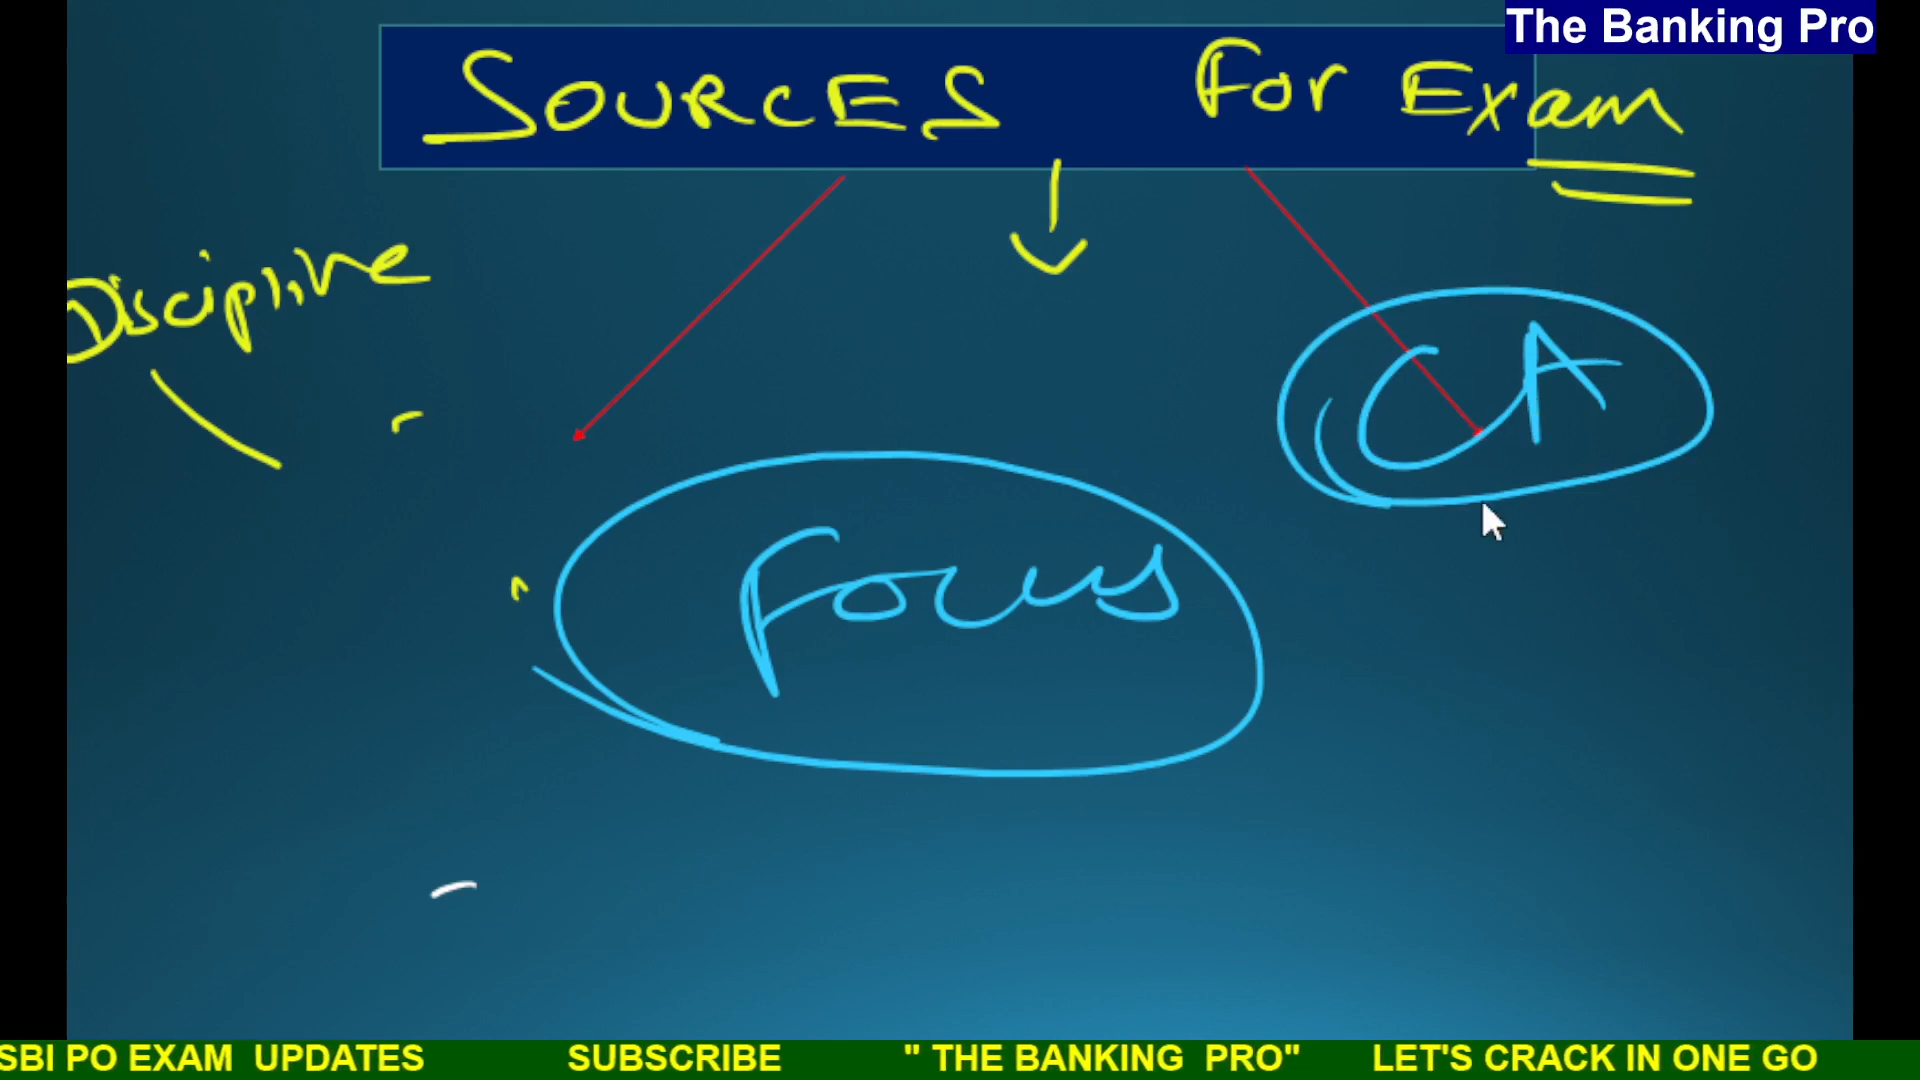 The Banking Pro
SOURCES For Exam
Discipline
CA
Focus
SBI PO EXAM UPDATES SUBSCRIBE " THE BANKING PRO" LET'S CRACK IN ONE GO